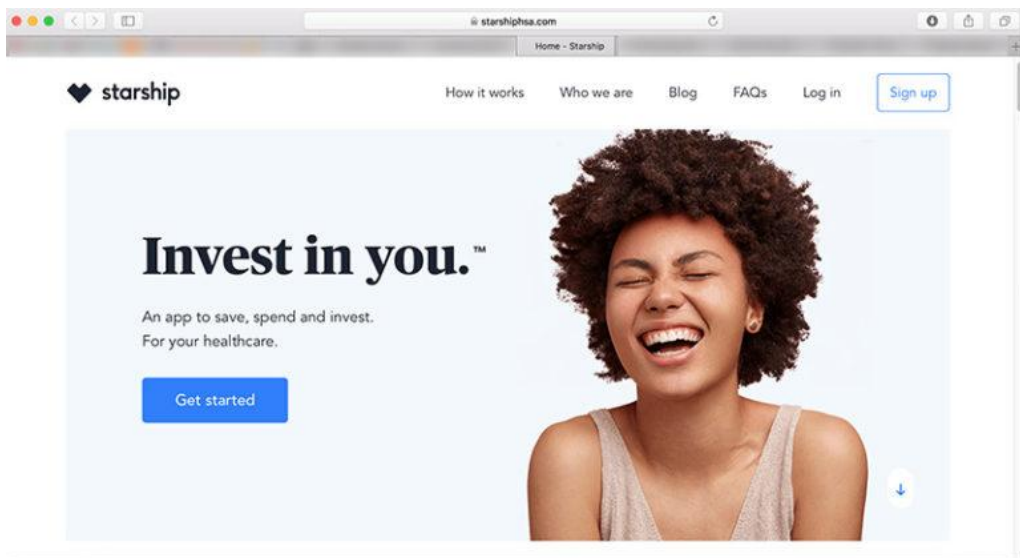 starshiphsa.com
Home - Starship
starship
How it works
Who we are
Blog
FAQs
Log in
Sign up
Invest in you.™
An app to save, spend and invest.
For your healthcare.
Get started